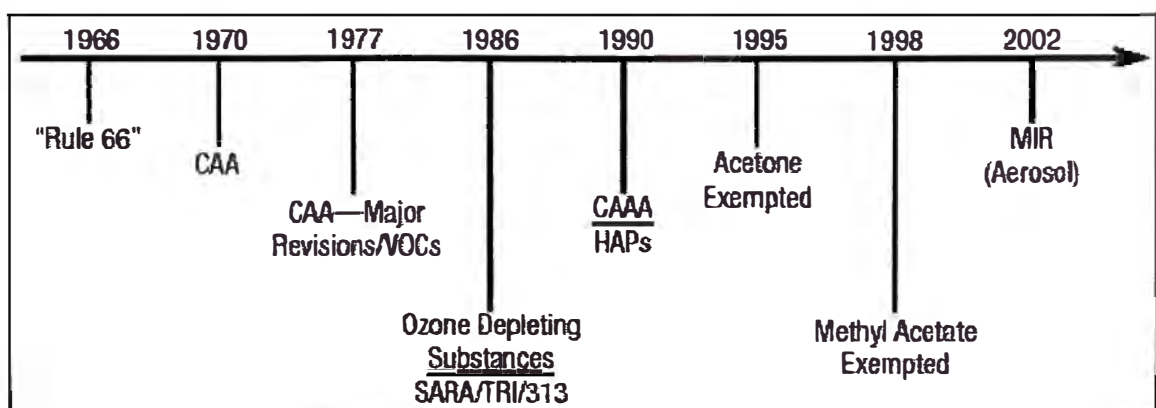 1966 1970 1977 1986 1990 1995 1998 2002
"Rule 66"
CAA
CAA—Major
Revisions/VOCs
Ozone Depleting
Substances
SARA/TRI/313
CAAA
HAPs
Acetone
Exempted
Methyl Acetate
Exempted
MIR
(Aerosol)